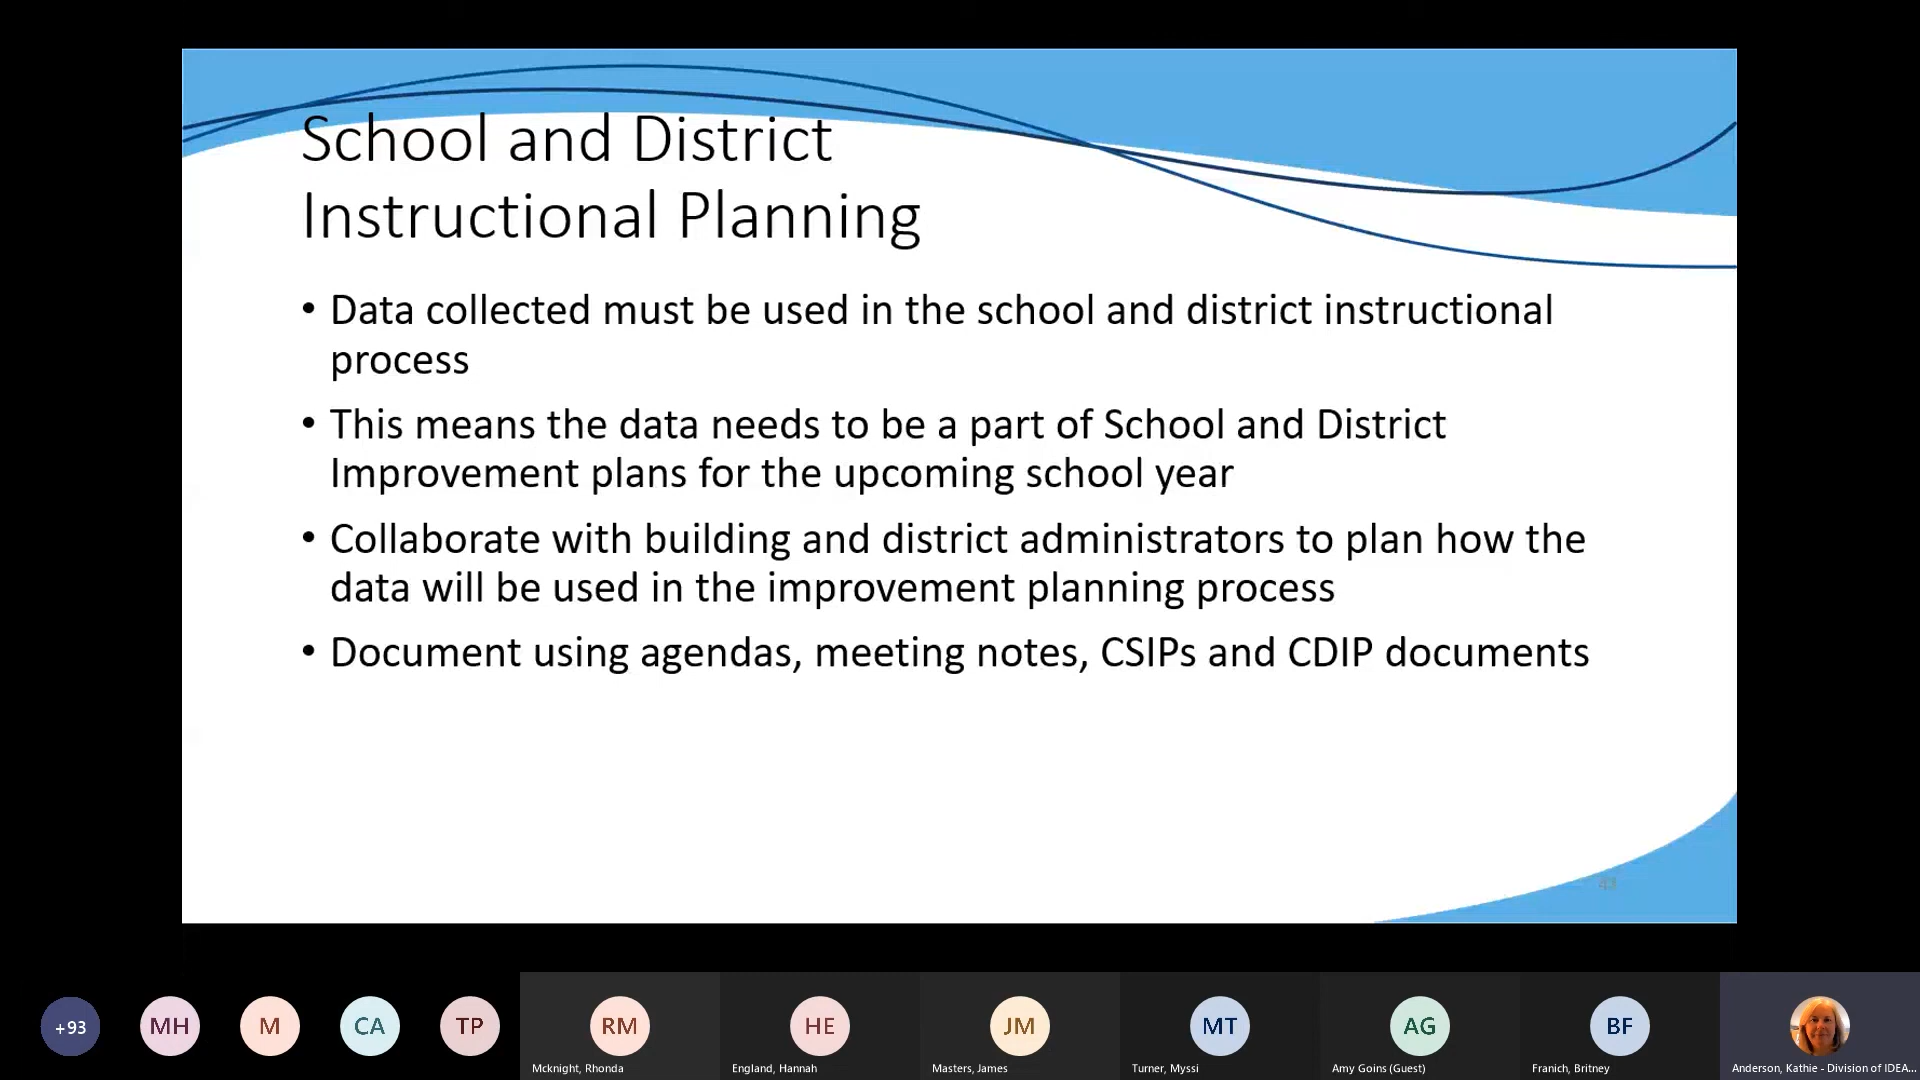 School and District
Instructional Planning
• Data collected must be used in the school and district instructional
process
• This means the data needs to be a part of School and District
Improvement plans for the upcoming school year
• Collaborate with building and district administrators to plan how the
data will be used in the improvement planning process
• Document using agendas, meeting notes, CSIPs and CDIP documents
43
+93 MH M CA TP RM HE JM MT AG BF
Mcknight, Rhonda England, Hannah Masters, James Turner, Myssi Amy Goins (Guest) Franich, Britney Anderson, Kathie - Division of IDEA...